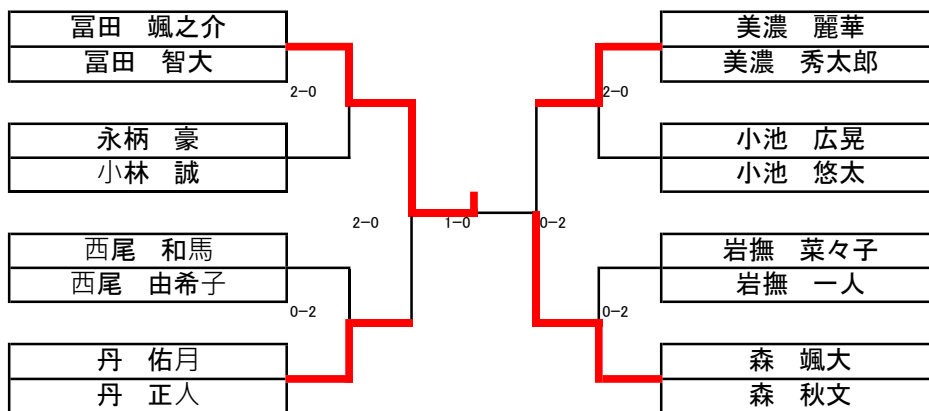 冨田　颯之介
冨田　智大
2-0
永柄　豪
小林　誠
西尾　和馬
西尾　由希子
0-2
丹　佑月
丹　正人
2-0
1-0
0-2
美濃　麗華
美濃　秀太郎
2-0
小池　広晃
小池　悠太
岩撫　菜々子
岩撫　一人
0-2
森　颯大
森　秋文